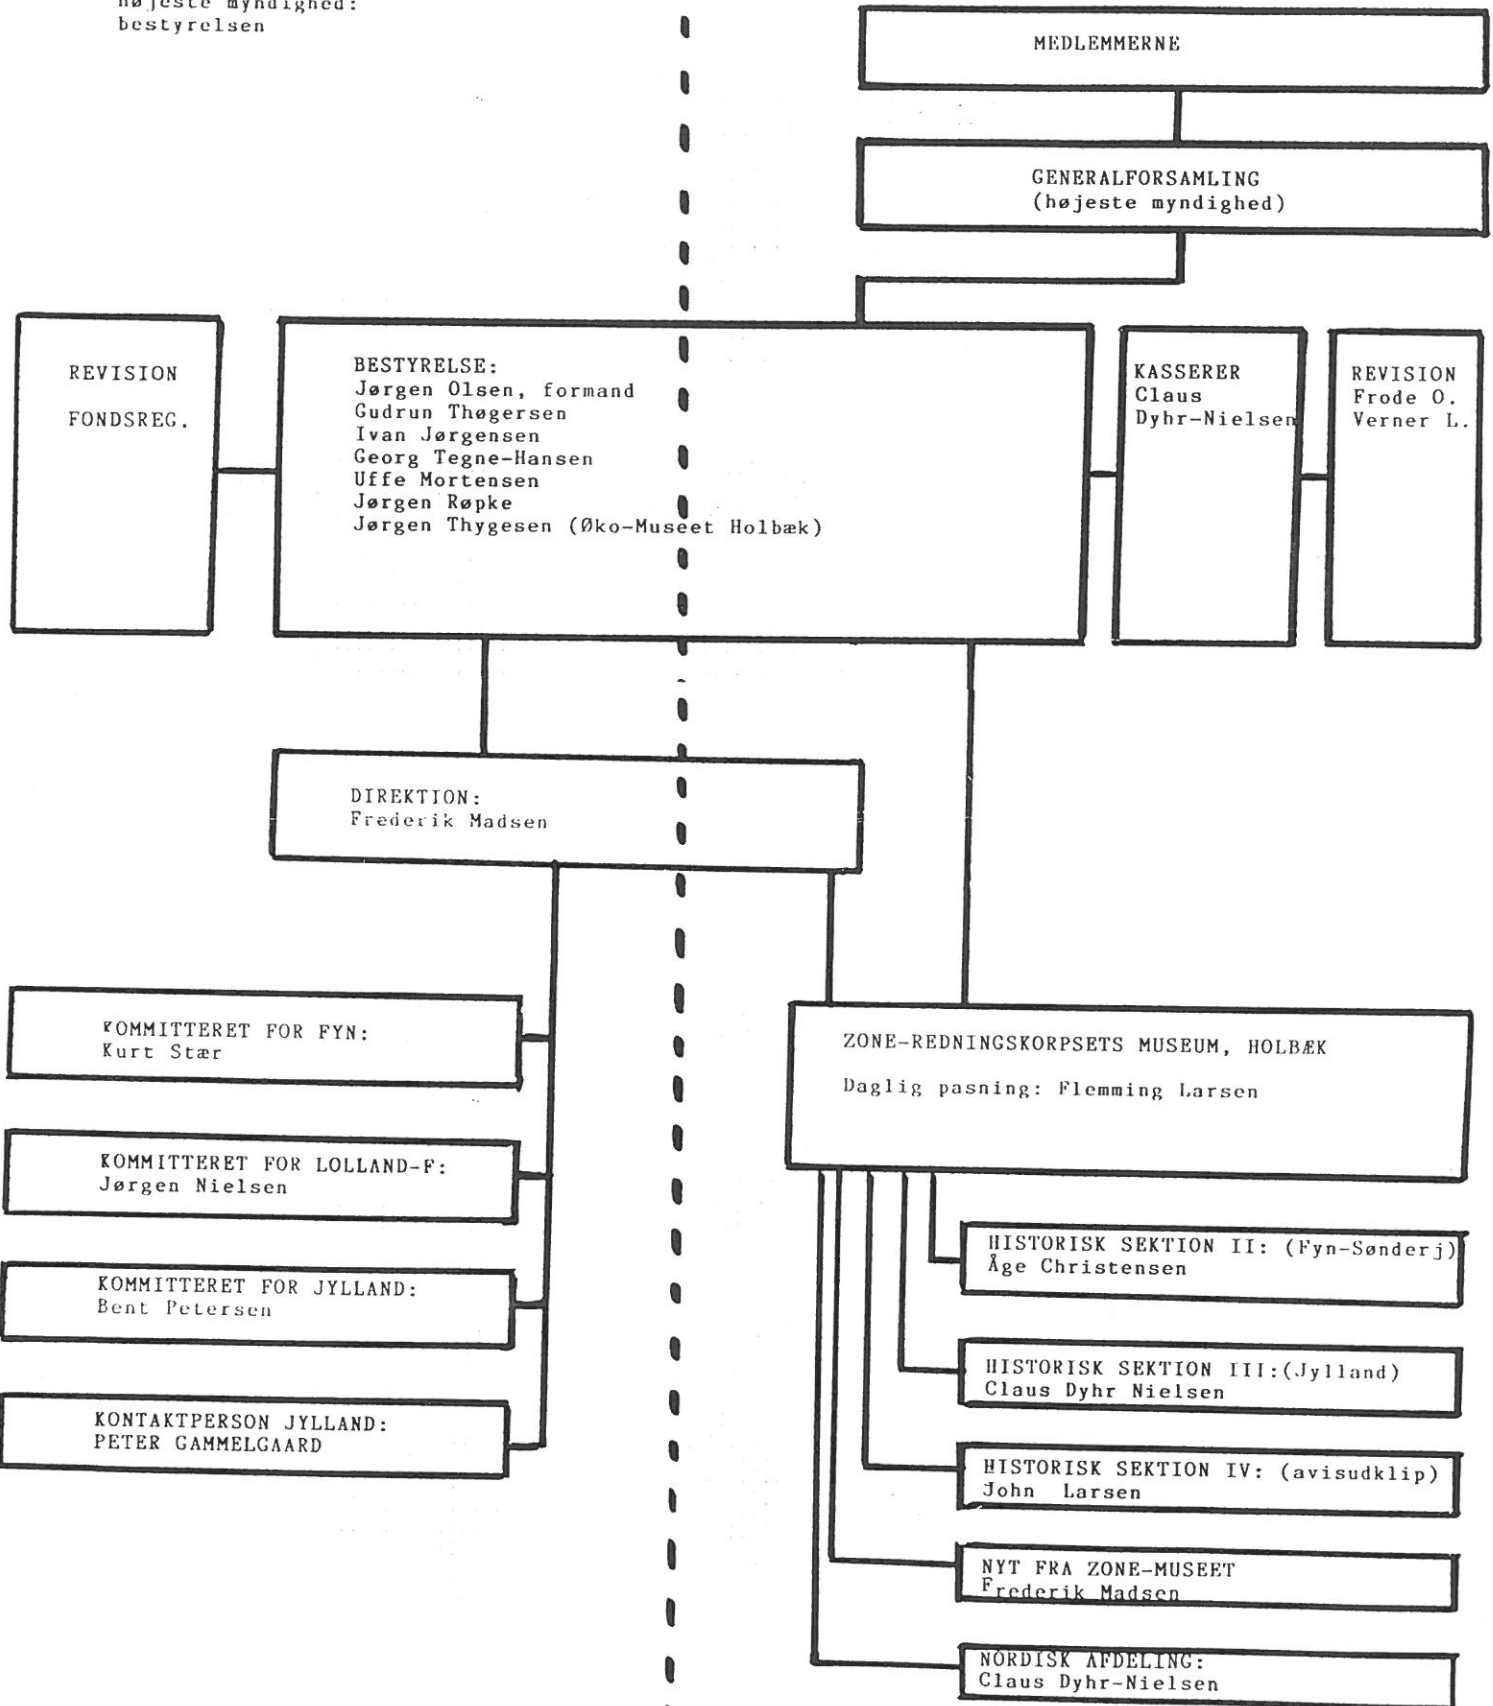 højeste myndighed:
bestyrelsen
MEDLEMMERNE
GENERALFORSAMLING
(højeste myndighed)
REVISION
FONDSREG.
BESTYRELSE:
Jørgen Olsen, formand
Gudrun Thøgersen
Ivan Jørgensen
Georg Tegne-Hansen
Uffe Mortensen
Jørgen Røpke
Jørgen Thygesen (Øko-Museet Holbæk)
KASSERER
Claus
Dyhr-Nielsen
REVISION
Frode O.
Verner L.
DIREKTION:
Frederik Madsen
KOMMITTERET FOR FYN:
Kurt Stær
KOMMITTERET FOR LOLLAND-F:
Jørgen Nielsen
KOMMITTERET FOR JYLLAND:
Bent Petersen
KONTAKTPERSON JYLLAND:
PETER GAMMELGAARD
ZONE-REDNINGSKORPSETS MUSEUM, HOLBÆK
Daglig pasning: Flemming Larsen
HISTORISK SEKTION II: (Fyn-Sønderj)
Åge Christensen
HISTORISK SEKTION III:(Jylland)
Claus Dyhr Nielsen
HISTORISK SEKTION IV: (avisudklip)
John Larsen
NYT FRA ZONE-MUSEET
Frederik Madsen
NORDISK AFDELING:
Claus Dyhr-Nielsen